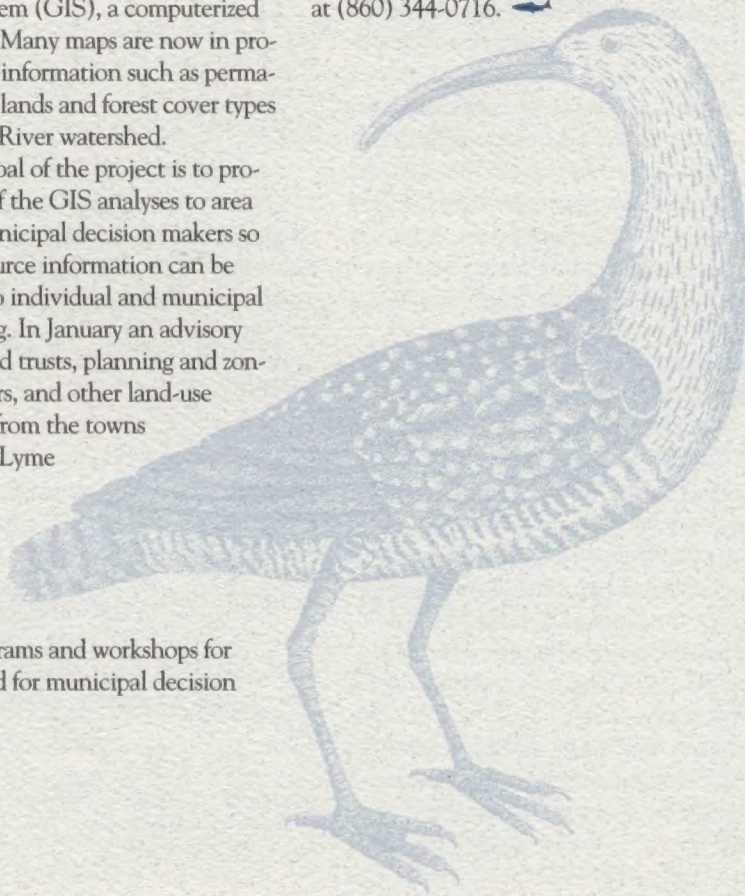 em (GIS), a computerized
Many maps are now in pro-
information such as perma-
lands and forest cover types
River watershed.
oal of the project is to pro-
f the GIS analyses to area
nicipal decision makers so
urce information can be
o individual and municipal
g. In January an advisory
d trusts, planning and zon-
rs, and other land-use
rom the towns
Lyme
rams and workshops for
d for municipal decision
at (860) 344-0716.